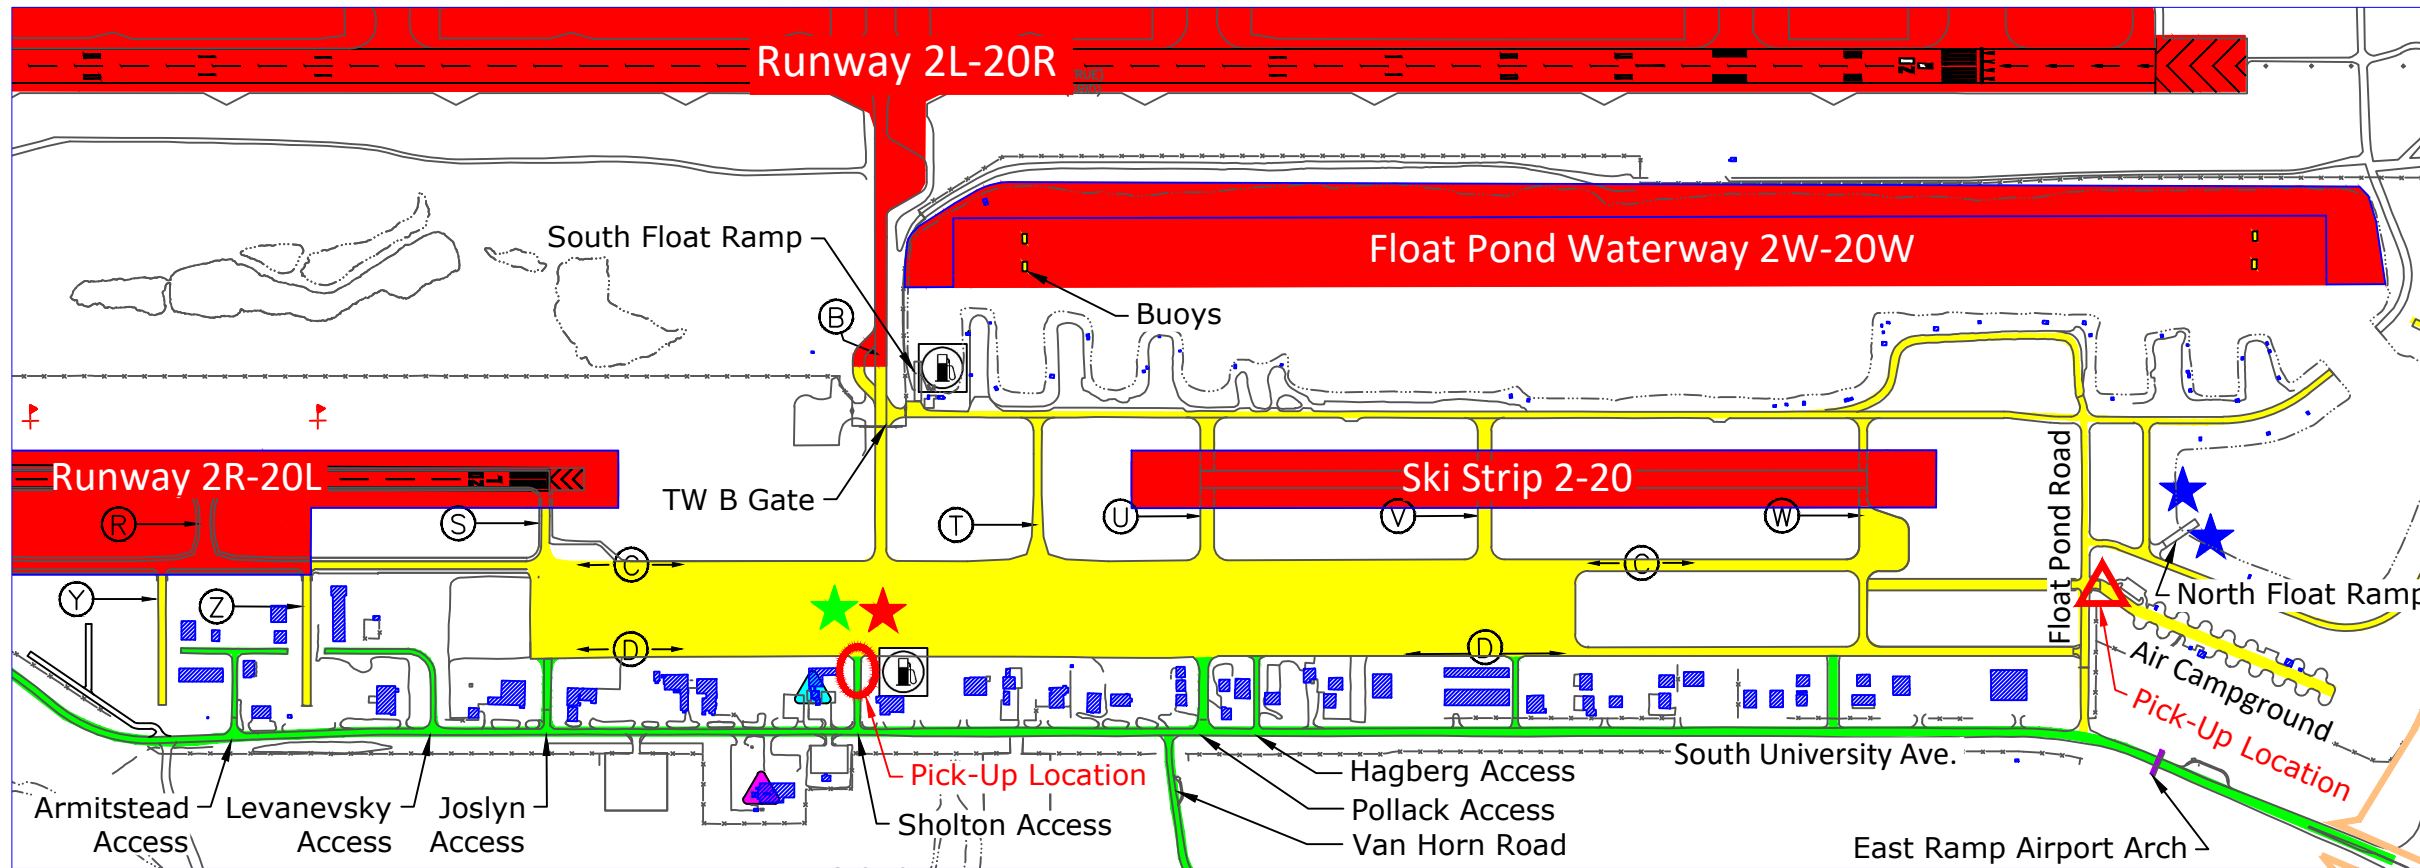 Runway 2L-20R
South Float Ramp
Float Pond Waterway 2W-20W
Buoys
B
Runway 2R-20L
Ski Strip 2-20
TW B Gate
R
S
T
U
V
W
C
C
Y
Z
D
D
Float Pond Road
North Float Ramp
Air Campground
Pick-Up Location
South University Ave.
Pick-Up Location
Hagberg Access
Pollack Access
Van Horn Road
Sholton Access
Armitstead
Access
Levanevsky
Access
Joslyn
Access
East Ramp Airport Arch